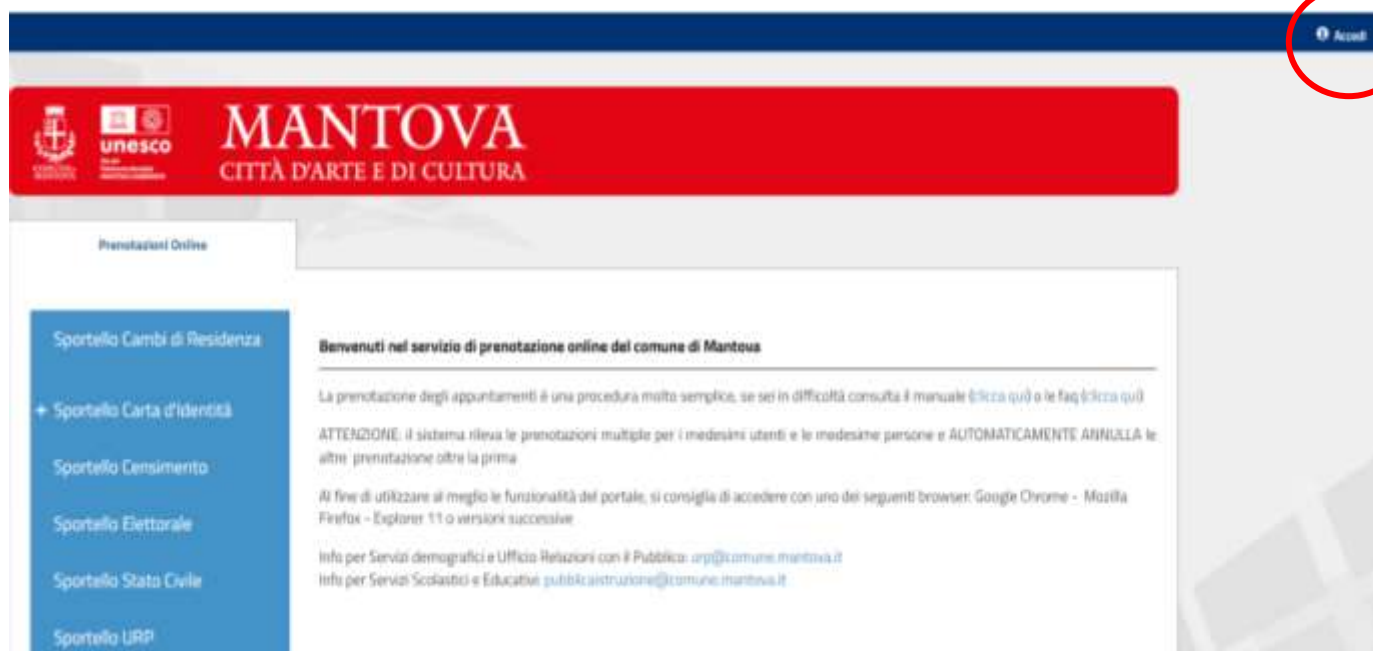 Accedi
unesco
MANTOVA
CITTÀ D'ARTE E DI CULTURA
Prenotazioni Online
Sportello Cambi di Residenza
+ Sportello Carta d'Identità
Sportello Censimento
Sportello Elettorale
Sportello Stato Civile
Sportello URP
Benvenuti nel servizio di prenotazione online del comune di Mantova
La prenotazione degli appuntamenti è una procedura molto semplice, se sei in difficoltà consulta il manuale (clicca qui) o le faq (clicca qui)
ATTENZIONE: il sistema rileva le prenotazioni multiple per i medesimi utenti e le medesime persone e AUTOMATICAMENTE ANNULLA le
altre prenotazione oltre la prima
Al fine di utilizzare al meglio le funzionalità del portale, si consiglia di accedere con uno dei seguenti browser: Google Chrome - Mozilla
Firefox - Explorer 11 o versioni successive
Info per Servizi demografici e Ufficio Relazioni con il Pubblico: urp@comune.mantova.it
Info per Servizi Scolastici e Educativi: pubblicaistruzione@comune.mantova.it